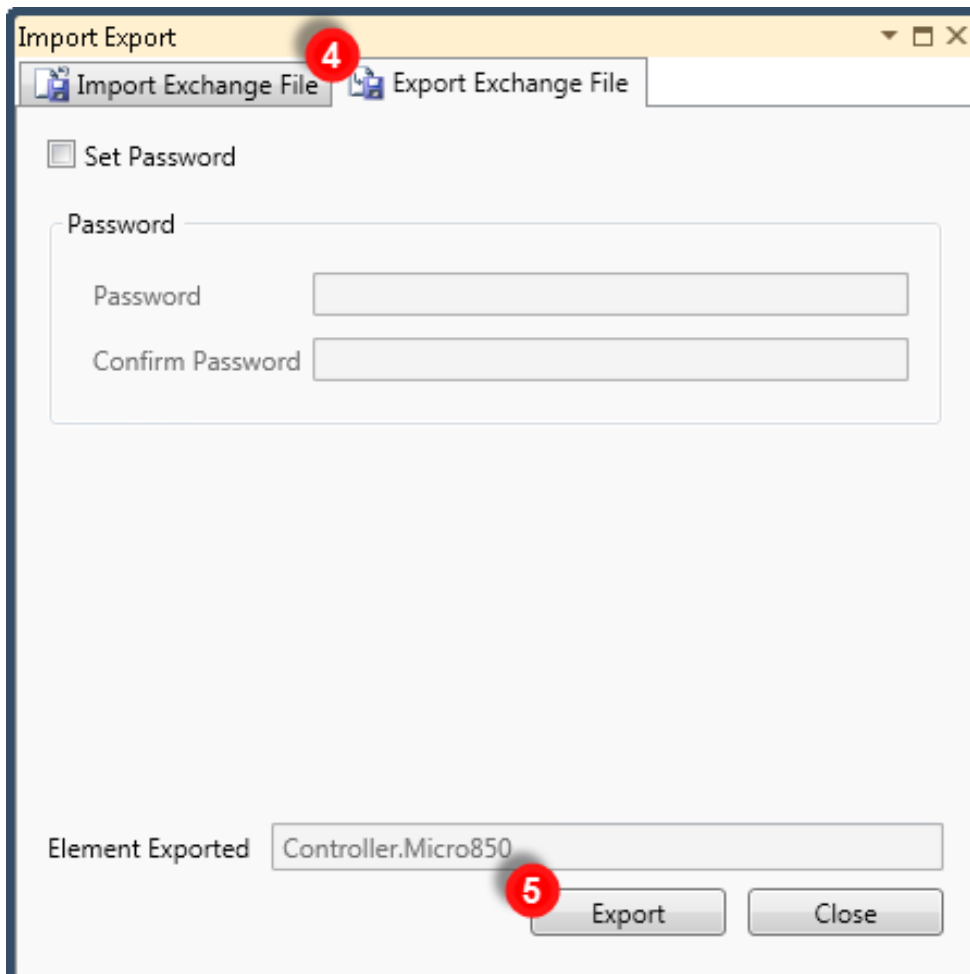 Import Export
4
Import Exchange File Export Exchange File
Set Password
Password
Password
Confirm Password
Element Exported Controller.Micro850
5
Export Close